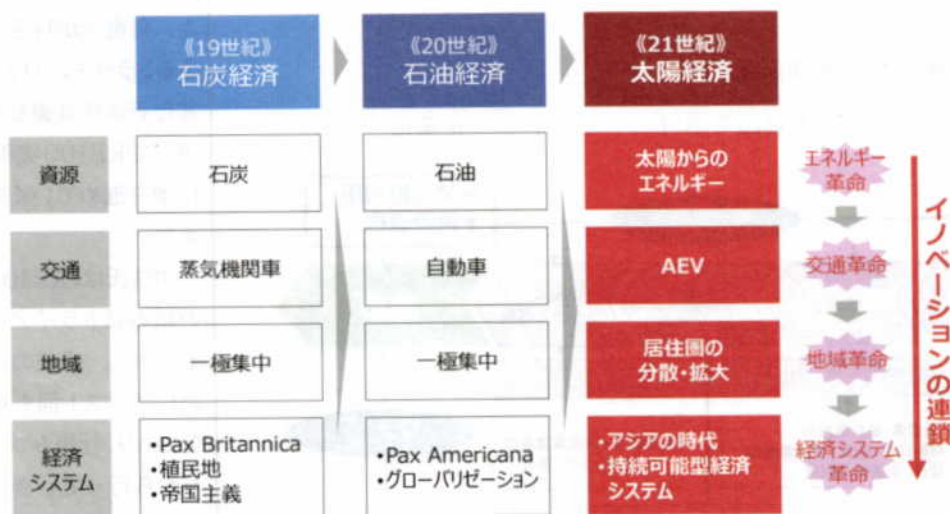 《19世紀》
石炭経済
《20世紀》
石油経済
《21世紀》
太陽経済
資源
石炭
石油
太陽からの
エネルギー
エネルギー
革命
交通
蒸気機関車
自動車
AEV
交通革命
地域
一極集中
一極集中
居住圏の
分散・拡大
地域革命
経済
システム
・Pax Britannica
・植民地
・帝国主義
・Pax Americana
・グローバリゼーション
・アジアの時代
・持続可能型経済
システム
経済システム
革命
イノベーションの連鎖